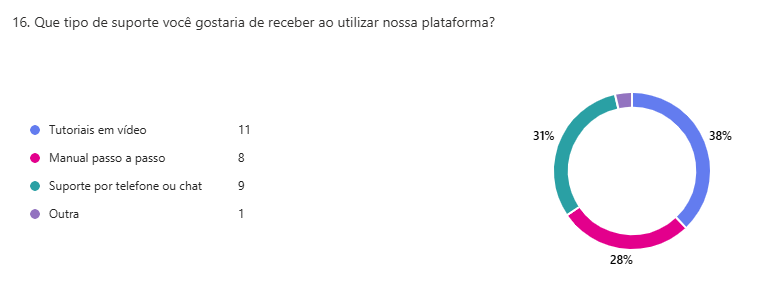 16. Que tipo de suporte você gostaria de receber ao utilizar nossa plataforma?
Tutoriais em vídeo 11
Manual passo a passo 8
Suporte por telefone ou chat 9
Outra 1
31%
38%
28%